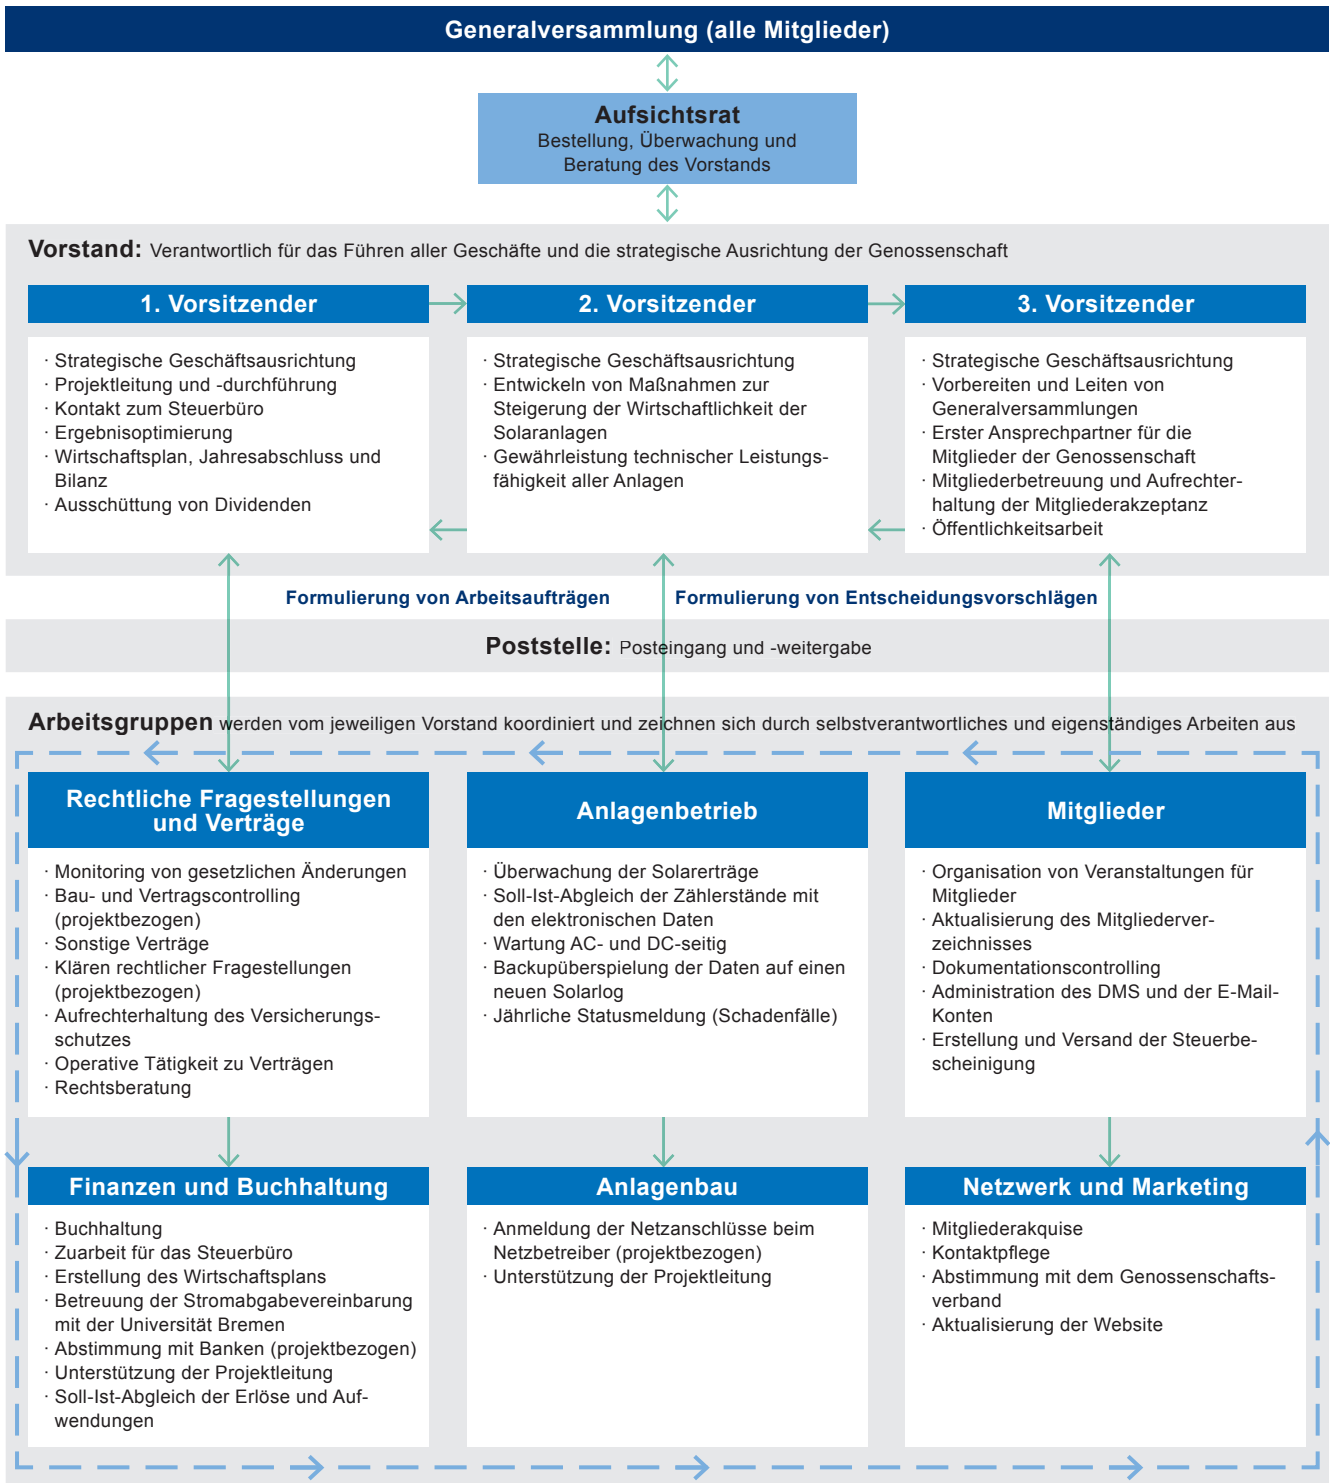 Generalversammlung (alle Mitglieder)
Aufsichtsrat
Bestellung, Überwachung und
Beratung des Vorstands
Vorstand: Verantwortlich für das Führen aller Geschäfte und die strategische Ausrichtung der Genossenschaft
1. Vorsitzender
· Strategische Geschäftsausrichtung
· Projektleitung und -durchführung
· Kontakt zum Steuerbüro
· Ergebnisoptimierung
· Wirtschaftsplan, Jahresabschluss und
Bilanz
· Ausschüttung von Dividenden
2. Vorsitzender
· Strategische Geschäftsausrichtung
· Entwickeln von Maßnahmen zur
Steigerung der Wirtschaftlichkeit der
Solaranlagen
· Gewährleistung technischer Leistungs-
fähigkeit aller Anlagen
3. Vorsitzender
· Strategische Geschäftsausrichtung
· Vorbereiten und Leiten von
Generalversammlungen
· Erster Ansprechpartner für die
Mitglieder der Genossenschaft
· Mitgliederbetreuung und Aufrechter-
haltung der Mitgliederakzeptanz
· Öffentlichkeitsarbeit
Formulierung von Arbeitsaufträgen
Formulierung von Entscheidungsvorschlägen
Poststelle: Posteingang und -weitergabe
Arbeitsgruppen werden vom jeweiligen Vorstand koordiniert und zeichnen sich durch selbstverantwortliches und eigenständiges Arbeiten aus
Rechtliche Fragestellungen
und Verträge
· Monitoring von gesetzlichen Änderungen
· Bau- und Vertragscontrolling
(projektbezogen)
· Sonstige Verträge
· Klären rechtlicher Fragestellungen
(projektbezogen)
· Aufrechterhaltung des Versicherungs-
schutzes
· Operative Tätigkeit zu Verträgen
· Rechtsberatung
Anlagenbetrieb
· Überwachung der Solarerträge
· Soll-Ist-Abgleich der Zählerstände mit
den elektronischen Daten
· Wartung AC- und DC-seitig
· Backupüberspielung der Daten auf einen
neuen Solarlog
· Jährliche Statusmeldung (Schadenfälle)
Mitglieder
· Organisation von Veranstaltungen für
Mitglieder
· Aktualisierung des Mitgliederver-
zeichnisses
· Dokumentationscontrolling
· Administration des DMS und der E-Mail-
Konten
· Erstellung und Versand der Steuerbe-
scheinigung
Finanzen und Buchhaltung
· Buchhaltung
· Zuarbeit für das Steuerbüro
· Erstellung des Wirtschaftsplans
· Betreuung der Stromabgabevereinbarung
mit der Universität Bremen
· Abstimmung mit Banken (projektbezogen)
· Unterstützung der Projektleitung
· Soll-Ist-Abgleich der Erlöse und Auf-
wendungen
Anlagenbau
· Anmeldung der Netzanschlüsse beim
Netzbetreiber (projektbezogen)
· Unterstützung der Projektleitung
Netzwerk und Marketing
· Mitgliederakquise
· Kontaktpflege
· Abstimmung mit dem Genossenschafts-
verband
· Aktualisierung der Website